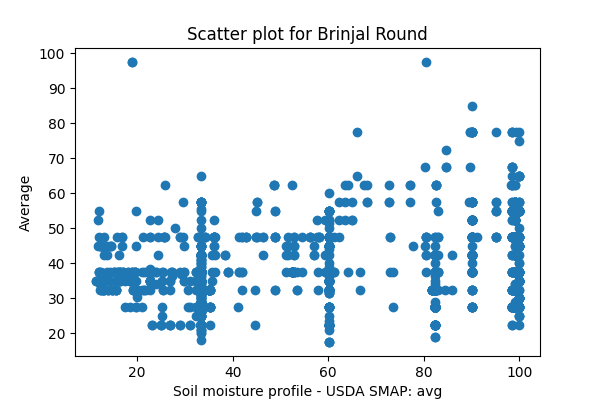 Scatter plot for Brinjal Round
100
90
80
70
60
50
40
30
20
Average
20 40 60 80 100
Soil moisture profile - USDA SMAP: avg